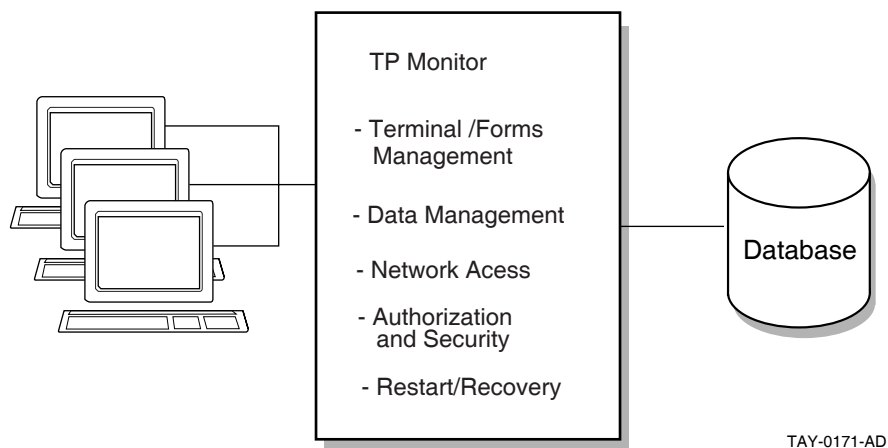 TP Monitor
- Terminal /Forms
Management
- Data Management
- Network Acess
- Authorization
and Security
- Restart/Recovery
Database
TAY-0171-AD